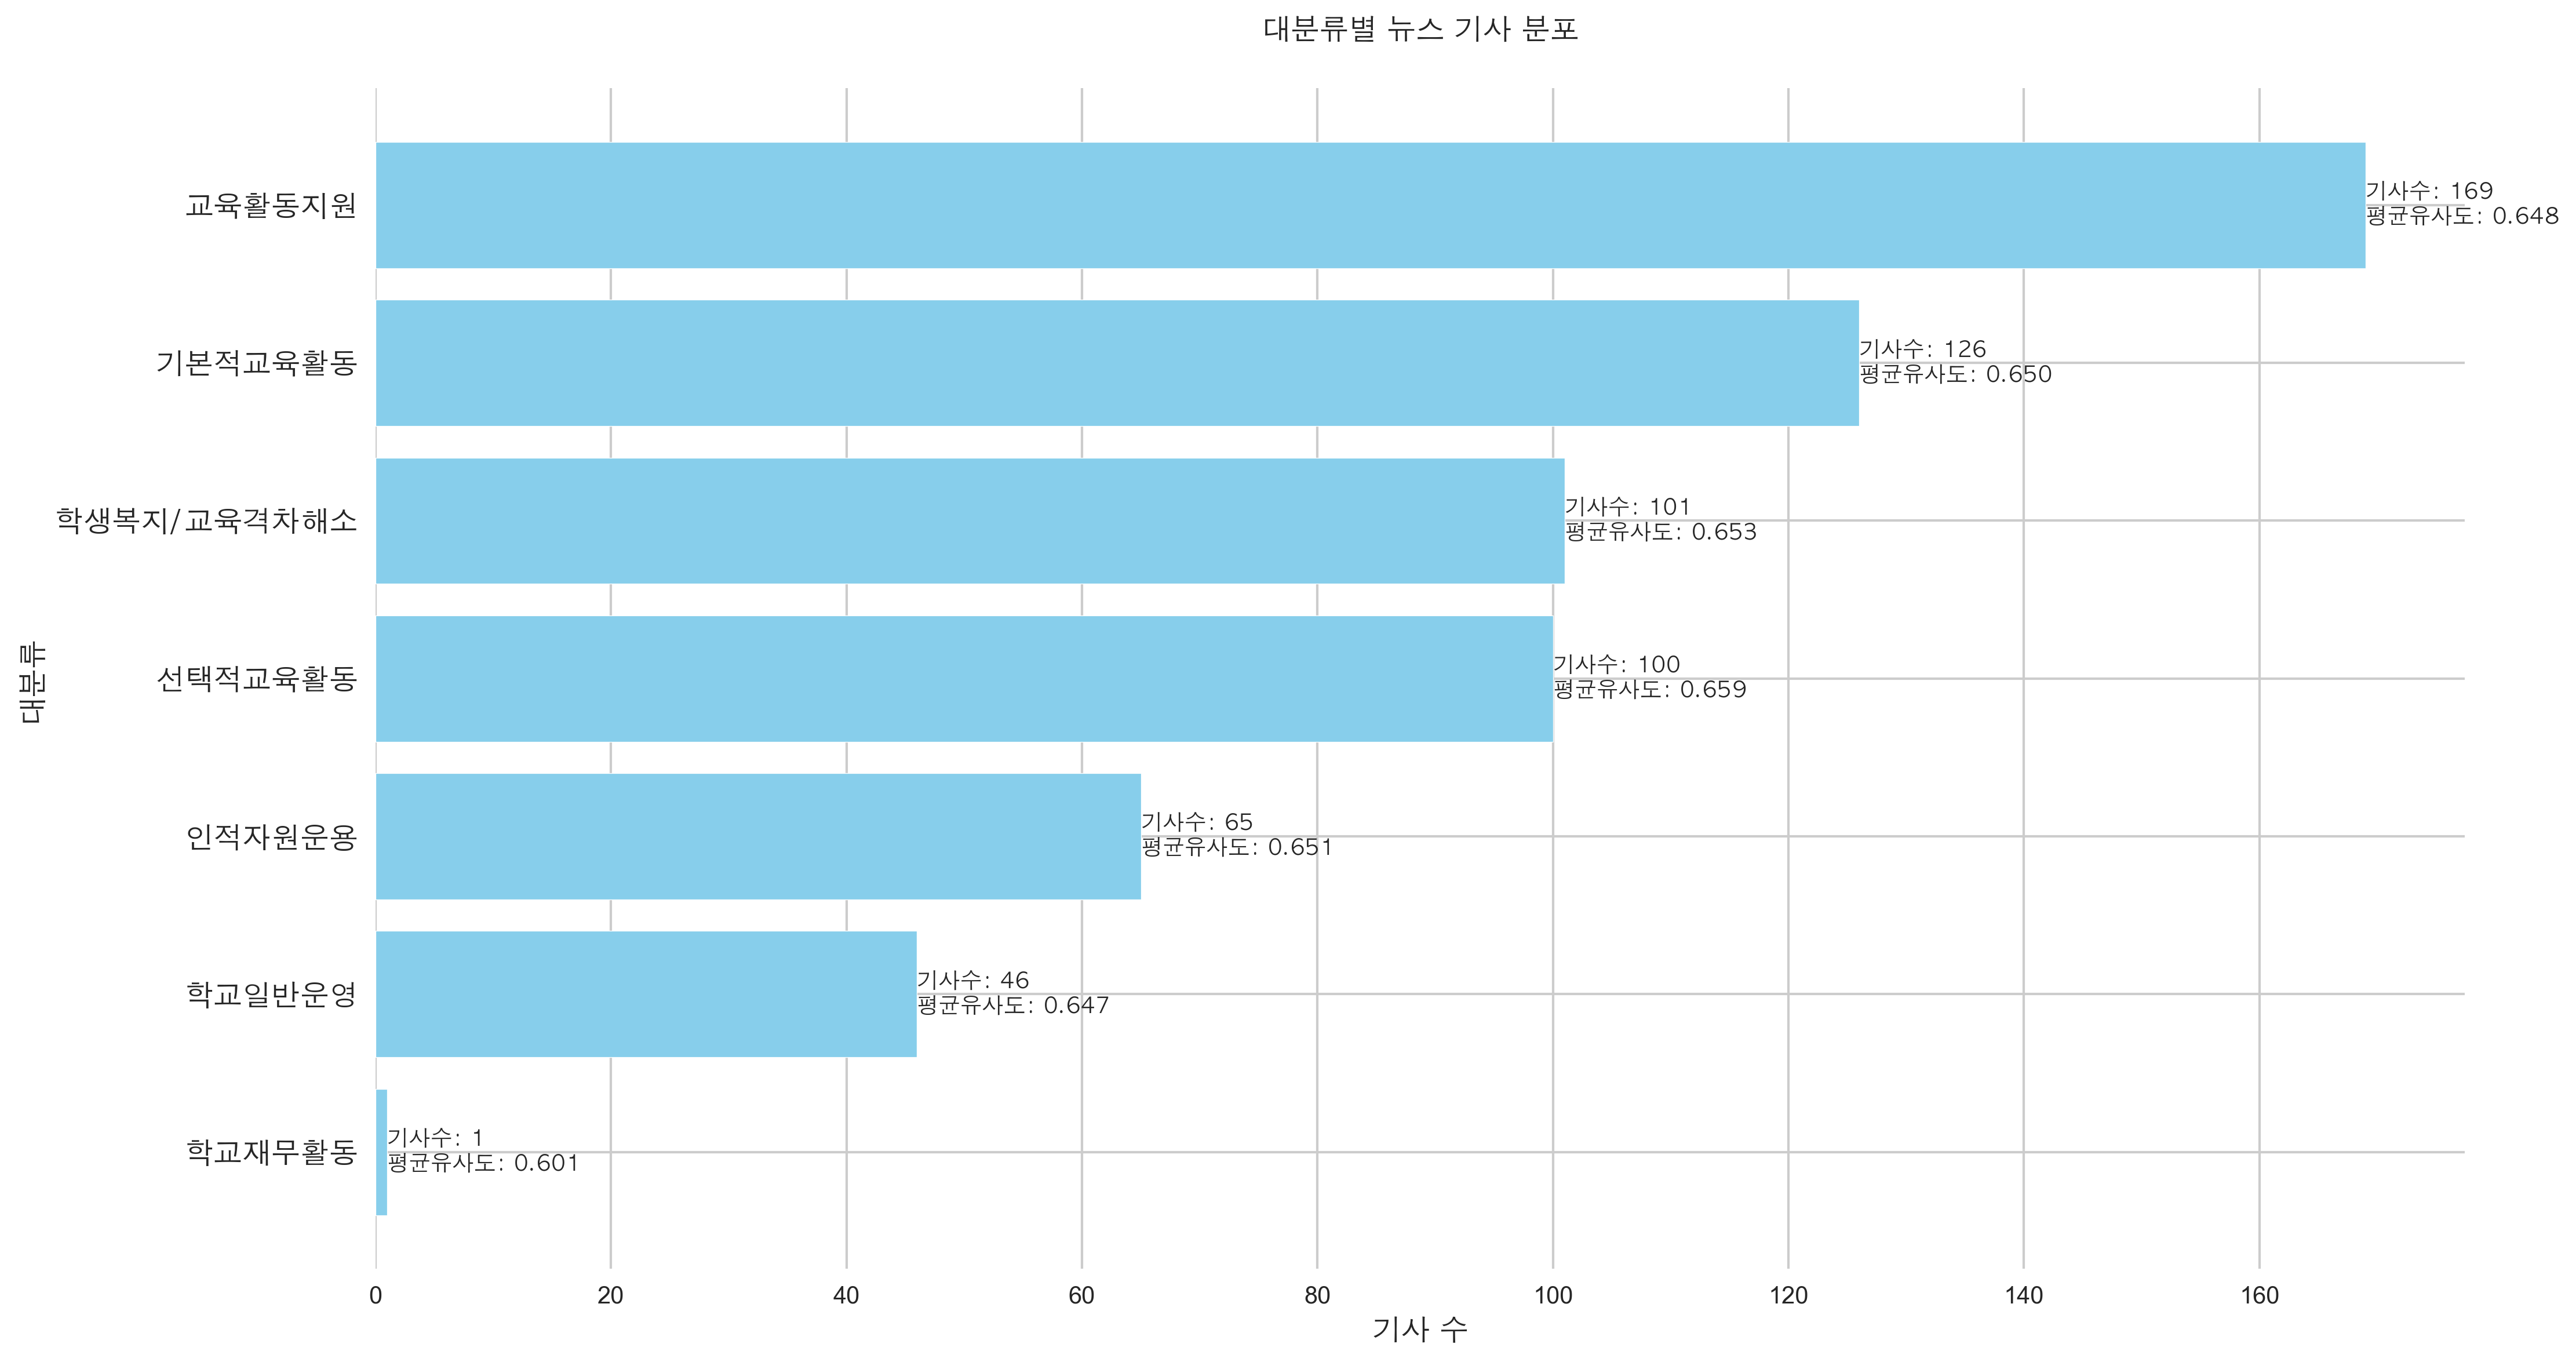 대분류별 뉴스 기사 분포
대분류
교육활동지원
기사수: 169
평균유사도: 0.648
기본적교육활동
기사수: 126
평균유사도: 0.650
학생복지/교육격차해소
기사수: 101
평균유사도: 0.653
선택적교육활동
기사수: 100
평균유사도: 0.659
인적자원운용
기사수: 65
평균유사도: 0.651
학교일반운영
기사수: 46
평균유사도: 0.647
학교재무활동
기사수: 1
평균유사도: 0.601
0 20 40 60 80 100 120 140 160
기사 수